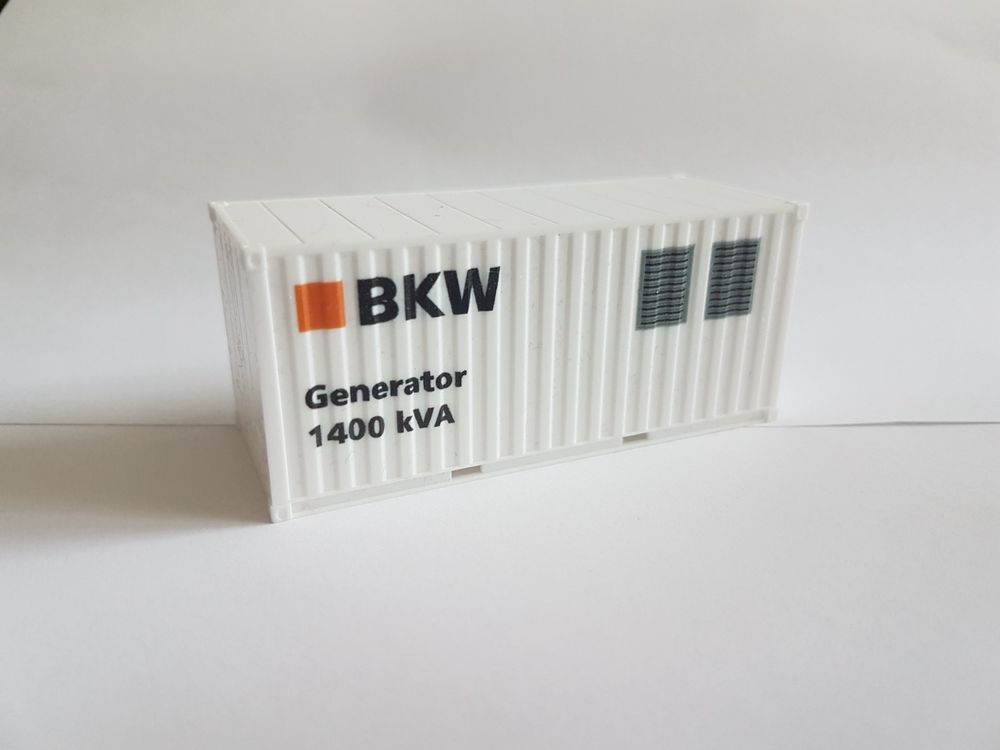 BKW
Generator
1400 kVA